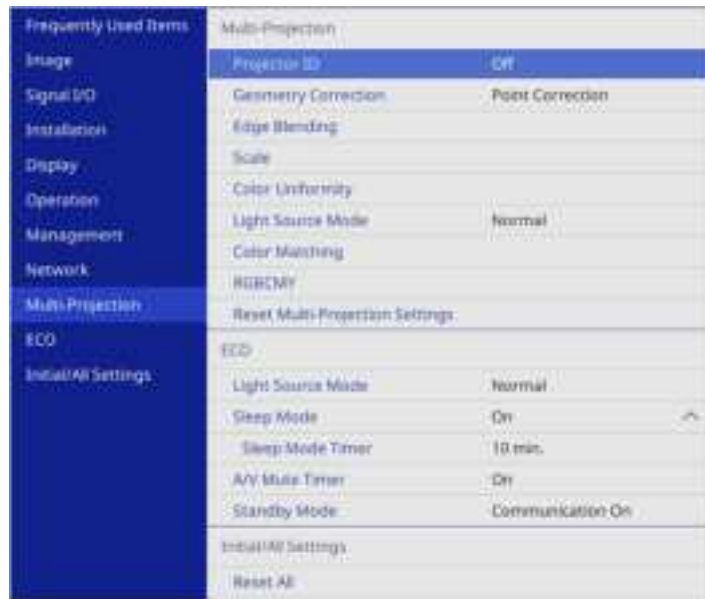 Frequently Used Items
Image
Signal I/O
Installation
Display
Operation
Management
Network
Multi-Projection
ECO
Initial/All Settings
Multi-Projection
Projector ID Off
Geometry Correction Point Correction
Edge Blending
Scale
Color Uniformity
Light Source Mode Normal
Color Matching
RGBCMY
Reset Multi-Projection Settings
ECO
Light Source Mode Normal
Sleep Mode On
Sleep Mode Timer 10 min.
A/V Mute Timer On
Standby Mode Communication On
Initial/All Settings
Reset All